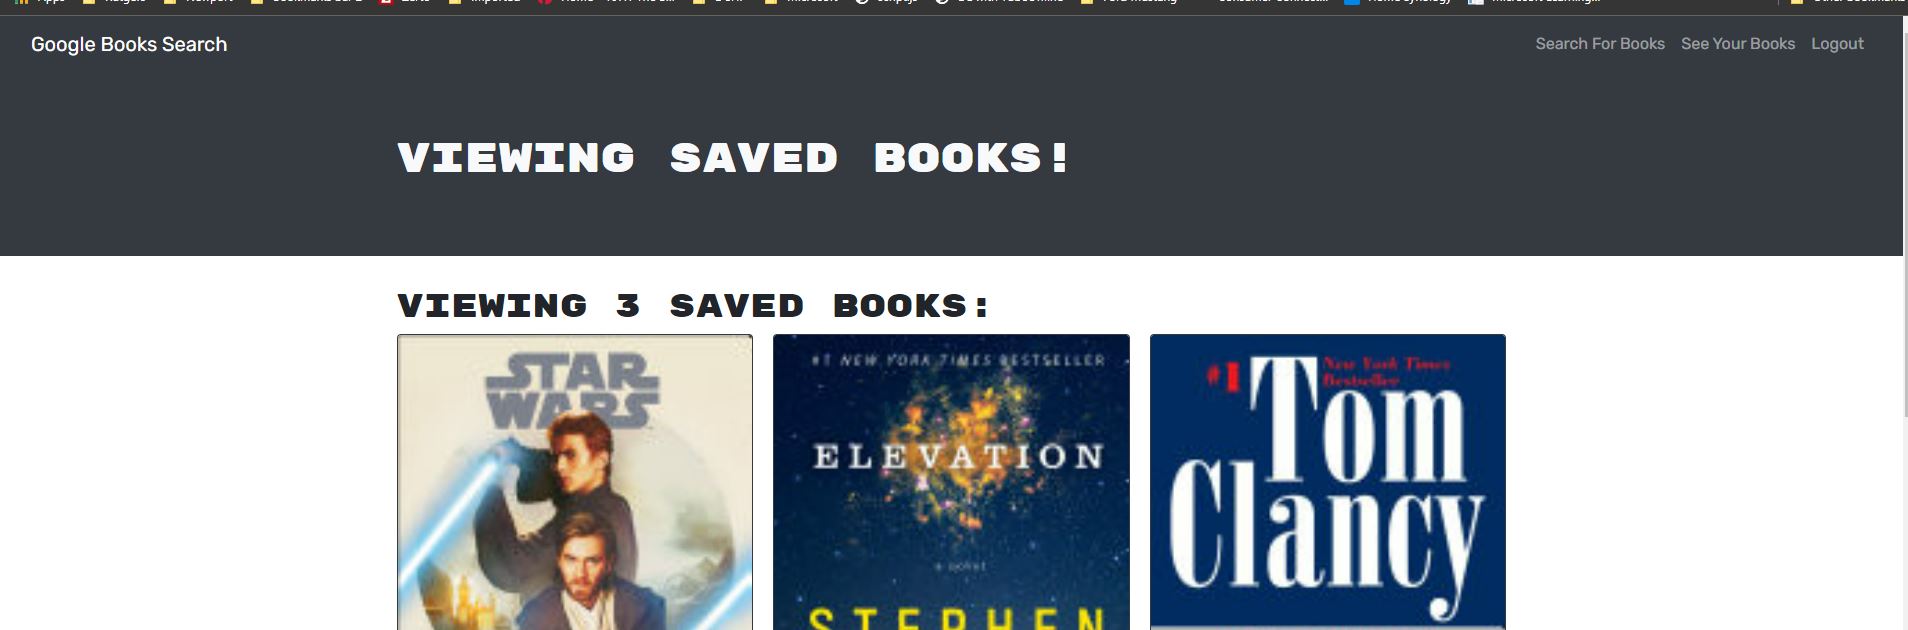 Google Books Search
Search For Books See Your Books Logout
VIEWING SAVED BOOKS!
VIEWING 3 SAVED BOOKS:
STAR
WARS
#1 NEW YORK TIMES BESTSELLER
ELEVATION
a novel
STEPHEN
#1 New York Times
Bestseller
Tom
Clancy